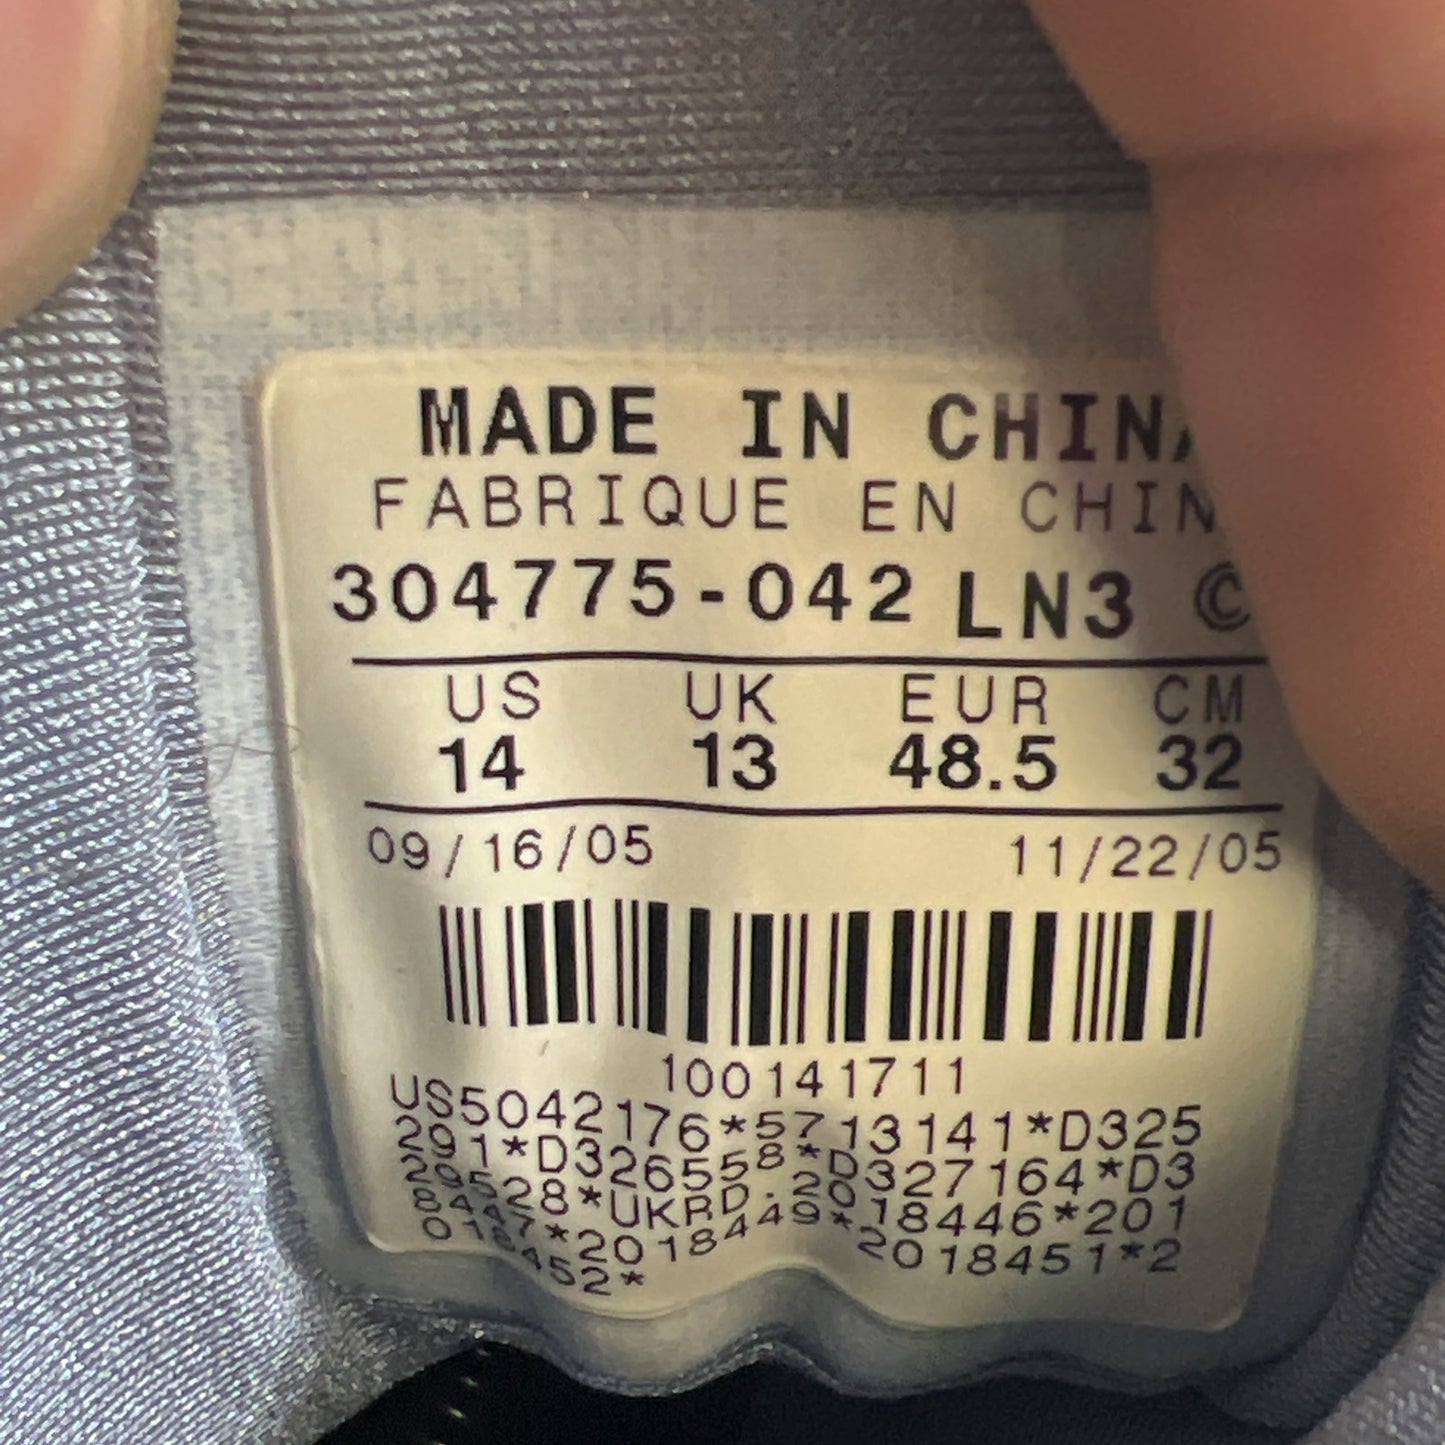 MADE IN CHINA
FABRIQUE EN CHIN
304775-042 LN3 ©
US UK EUR CM
14 13 48.5 32
09/16/05 11/22/05
100141711
US5042176*5713141*D325
291*D326558*D327164*D3
28528*UKRD.2018446*201
8447*2018449*2018451*2
018452*